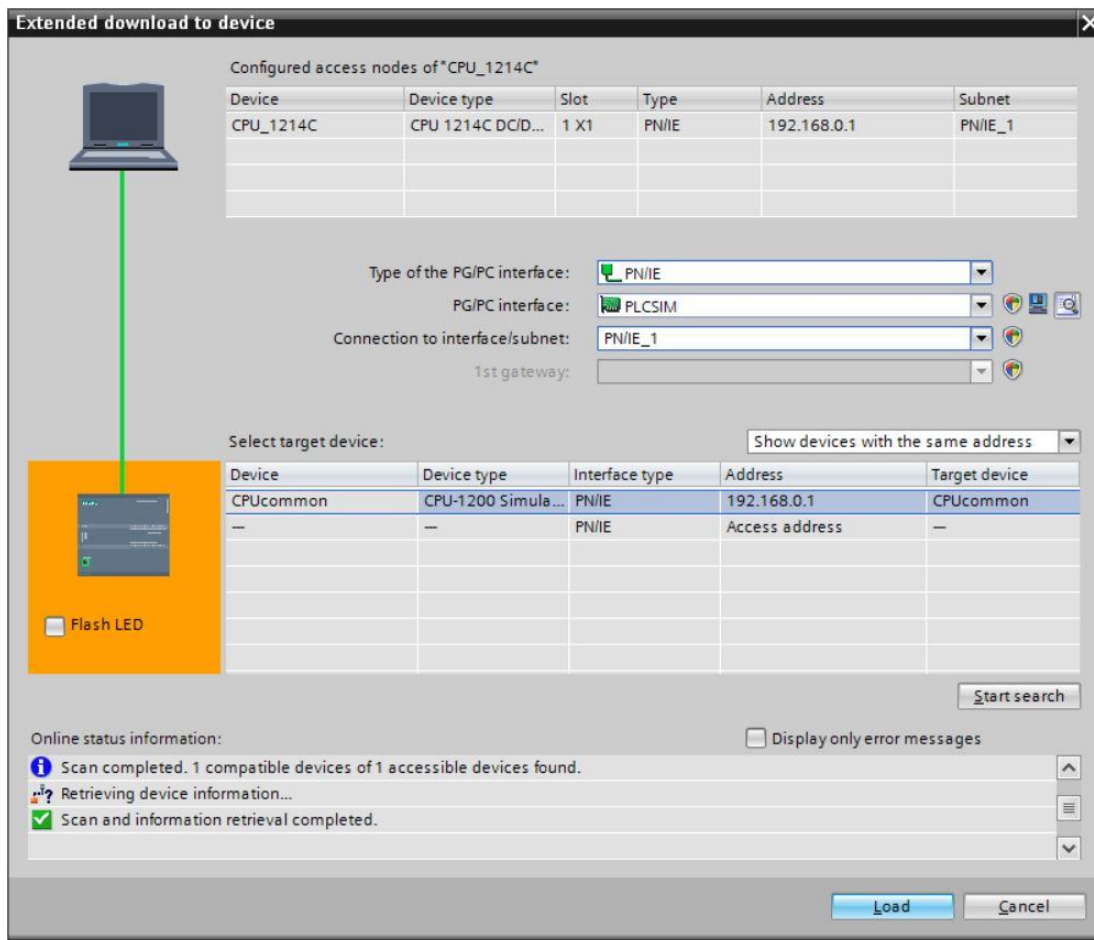 Extended download to device
Configured access nodes of "CPU_1214C"
Device Device type Slot Type Address Subnet
CPU_1214C CPU 1214C DC/D... 1 X1 PN/IE 192.168.0.1 PN/IE_1
Type of the PG/PC interface: PN/IE
PG/PC interface: PLCSIM
Connection to interface/subnet: PN/IE_1
1st gateway:
Select target device: Show devices with the same address
Device Device type Interface type Address Target device
CPUcommon CPU-1200 Simula... PN/IE 192.168.0.1 CPUcommon
— — PN/IE Access address —
Flash LED
Start search
Online status information: Display only error messages
Scan completed. 1 compatible devices of 1 accessible devices found.
Retrieving device information...
Scan and information retrieval completed.
Load Cancel